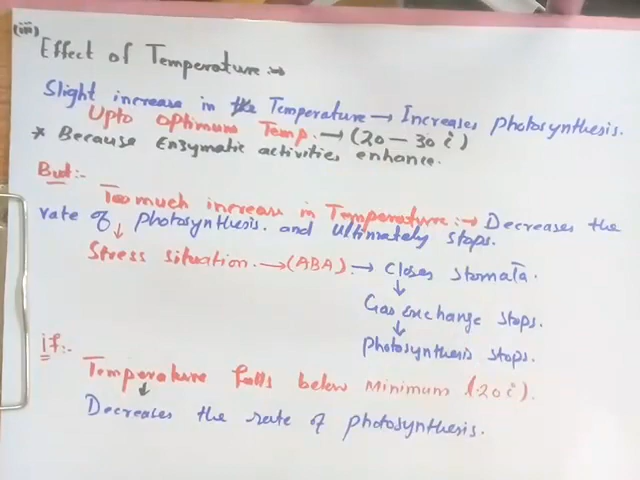 (iii)
Effect of Temperature:→
Slight increase in the Temperature → Increases photosynthesis.
Upto optimum Temp. → (20 - 30 i)
* Because Enzymatic activities enhance.
But:-
Too much increase in Temperature:→ Decreases the
rate of photosynthesis. and Ultimately stops.
↓
Stress situation. → (ABA) → Closes stomata.
↓
Gas exchange stops.
↓
Photosynthesis stops.
if:-
Temperature falls below Minimum (20 i).
↓
Decreases the rate of photosynthesis.